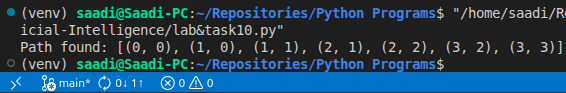 (venv) saadi@Saadi-PC:~/Repositories/Python Programs$ "/home/saadi/Re
icial-Intelligence/lab&task10.py"
Path found: [(0, 0), (1, 0), (1, 1), (2, 1), (2, 2), (3, 2), (3, 3)]
(venv) saadi@Saadi-PC:~/Repositories/Python Programs$
main* 0↓ 1↑ 0 0